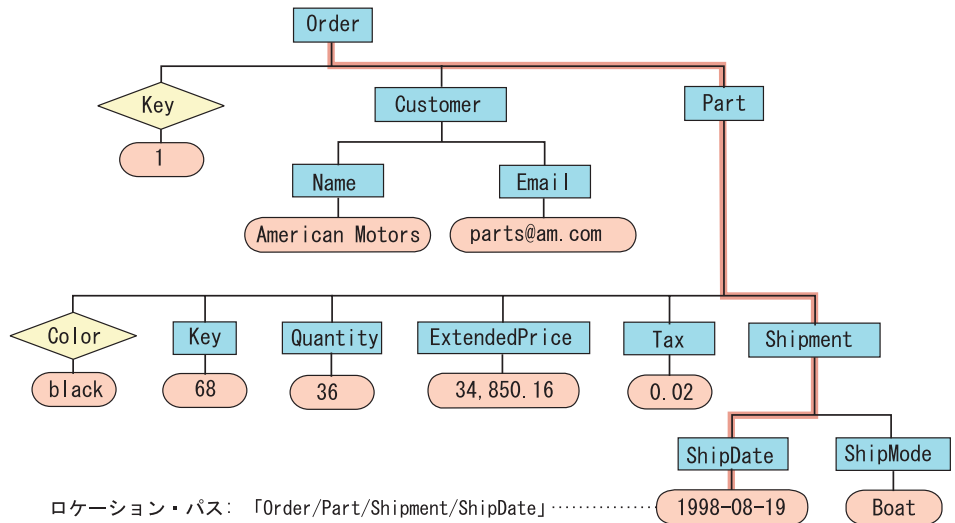 Order
Key
Customer
Part
1
Name
Email
American Motors
parts@am.com
Color
Key
Quantity
ExtendedPrice
Tax
Shipment
black
68
36
34,850.16
0.02
ShipDate
ShipMode
ロケーション・パス: 「Order/Part/Shipment/ShipDate」
1998-08-19
Boat